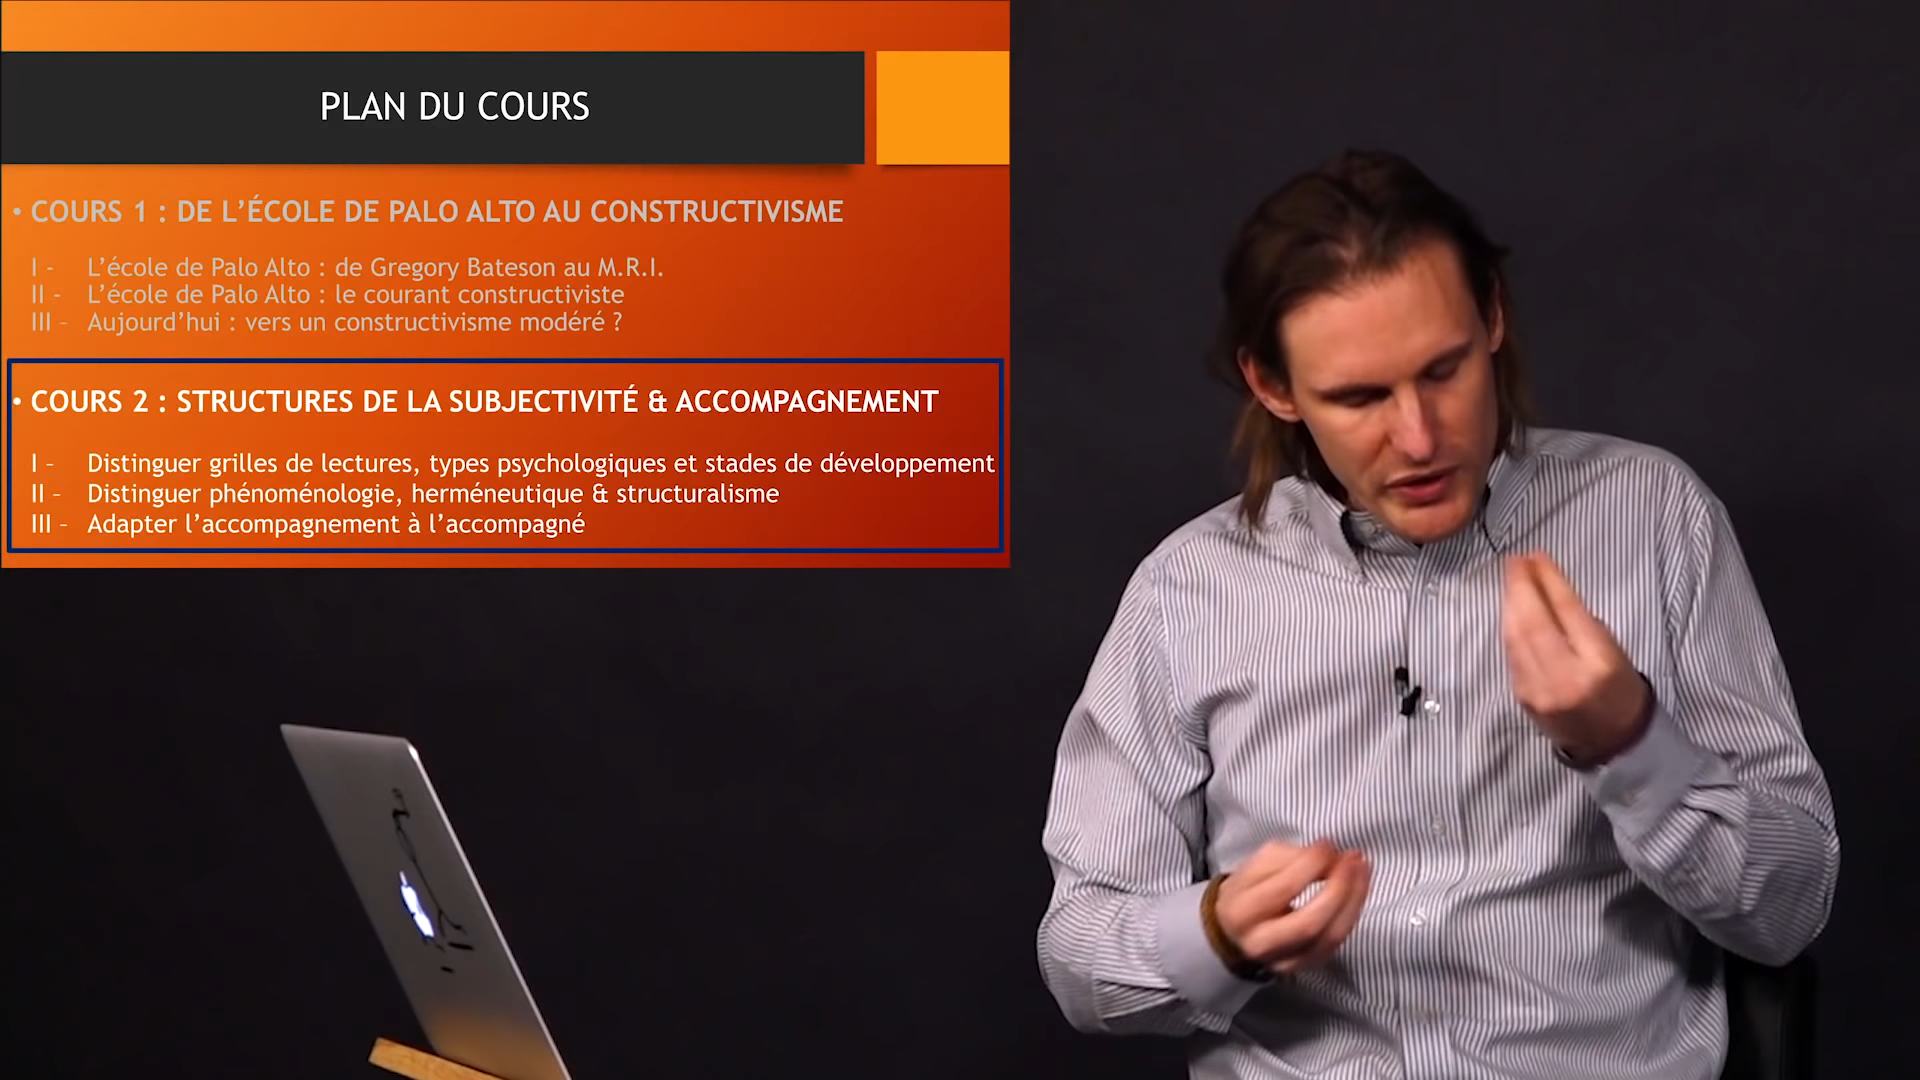 PLAN DU COURS
• COURS 1 : DE L'ÉCOLE DE PALO ALTO AU CONSTRUCTIVISME
I - L'école de Palo Alto : de Gregory Bateson au M.R.I.
II - L'école de Palo Alto : le courant constructiviste
III – Aujourd'hui : vers un constructivisme modéré ?
• COURS 2 : STRUCTURES DE LA SUBJECTIVITÉ & ACCOMPAGNEMENT
I – Distinguer grilles de lectures, types psychologiques et stades de développement
II – Distinguer phénoménologie, herméneutique & structuralisme
III – Adapter l'accompagnement à l'accompagné